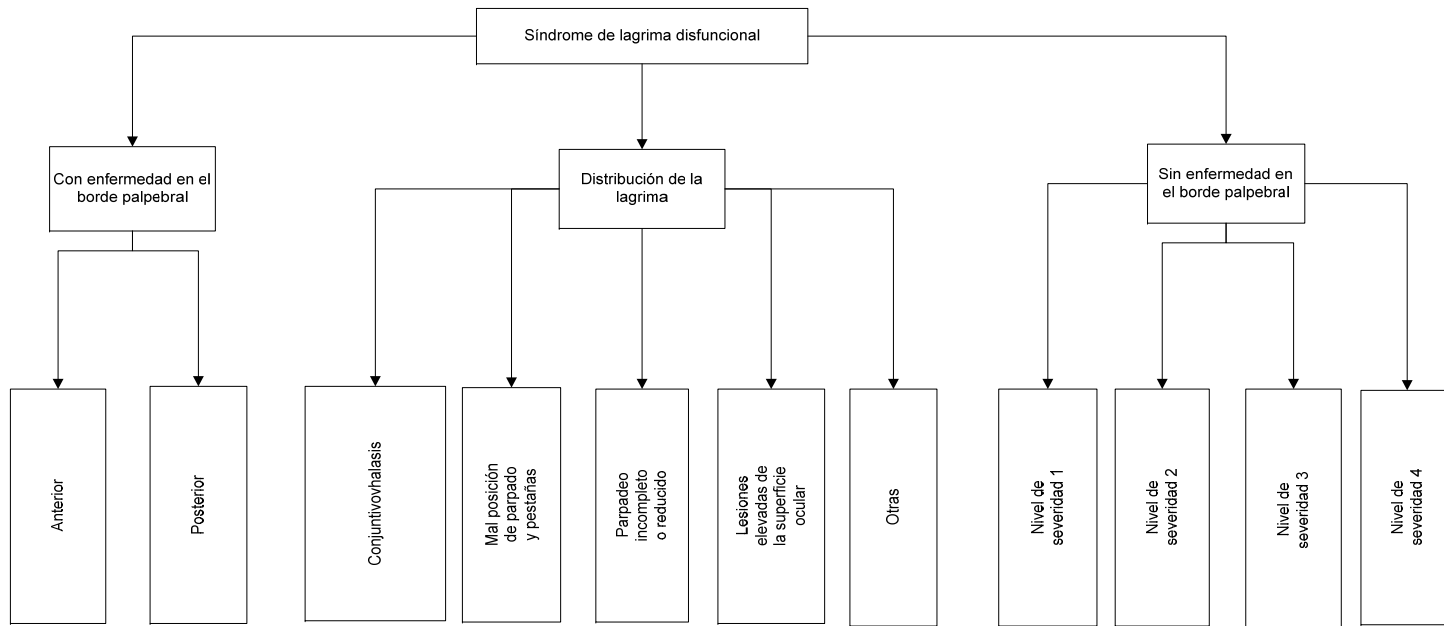 Síndrome de lagrima disfuncional
Con enfermedad en el
borde palpebral
Distribución de la
lagrima
Sin enfermedad en
el borde palpebral
Anterior
Posterior
Conjuntivovhalasis
Mal posición
de parpado
y pestañas
Parpadeo
incompleto
o reducido
Lesiones
elevadas de
la superficie
ocular
Otras
Nivel de
severidad 1
Nivel de
severidad 2
Nivel de
severidad 3
Nivel de
severidad 4